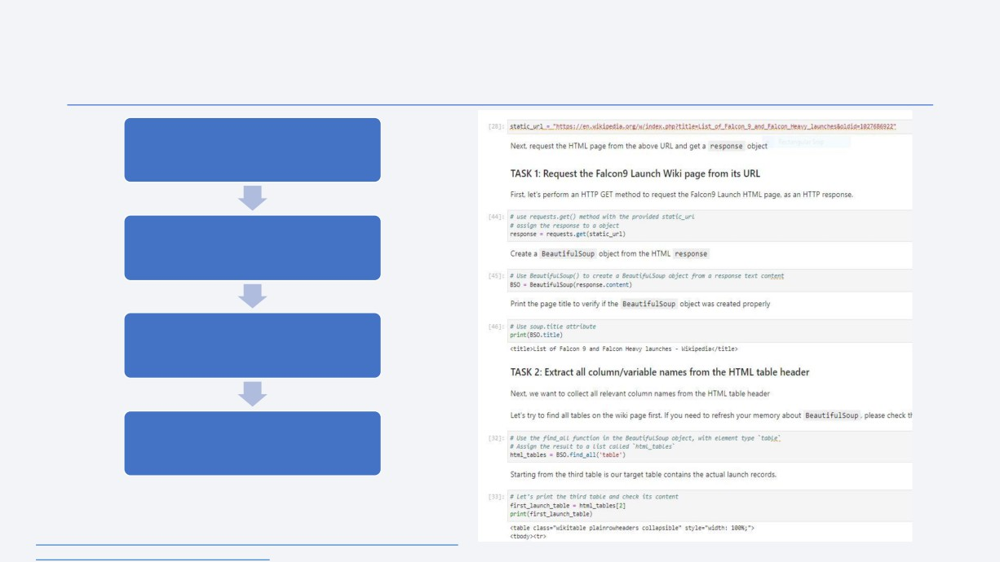 [28]: static_url = "https://en.wikipedia.org/w/index.php?title=List_of_Falcon_9_and_Falcon_Heavy_launches&oldid=1027686922"
Next, request the HTML page from the above URL and get a response object
TASK 1: Request the Falcon9 Launch Wiki page from its URL
First, let's perform an HTTP GET method to request the Falcon9 Launch HTML page, as an HTTP response.
[44]: # use requests.get() method with the provided static_url
# assign the response to a object
response = requests.get(static_url)
Create a BeautifulSoup object from the HTML response
[45]: # Use BeautifulSoup() to create a BeautifulSoup object from a response text content
BSO = BeautifulSoup(response.content)
Print the page title to verify if the BeautifulSoup object was created properly
[46]: # Use soup.title attribute
print(BSO.title)
<title>List of Falcon 9 and Falcon Heavy launches - Wikipedia</title>
TASK 2: Extract all column/variable names from the HTML table header
Next, we want to collect all relevant column names from the HTML table header
Let's try to find all tables on the wiki page first. If you need to refresh your memory about BeautifulSoup, please check th
[32]: # Use the find_all function in the BeautifulSoup object, with element type `table`
# Assign the result to a list called `html_tables`
html_tables = BSO.find_all('table')
Starting from the third table is our target table contains the actual launch records.
[33]: # Let's print the third table and check its content
first_launch_table = html_tables[2]
print(first_launch_table)
<table class="wikitable plainrowheaders collapsible" style="width: 100%;">
<tbody><tr>